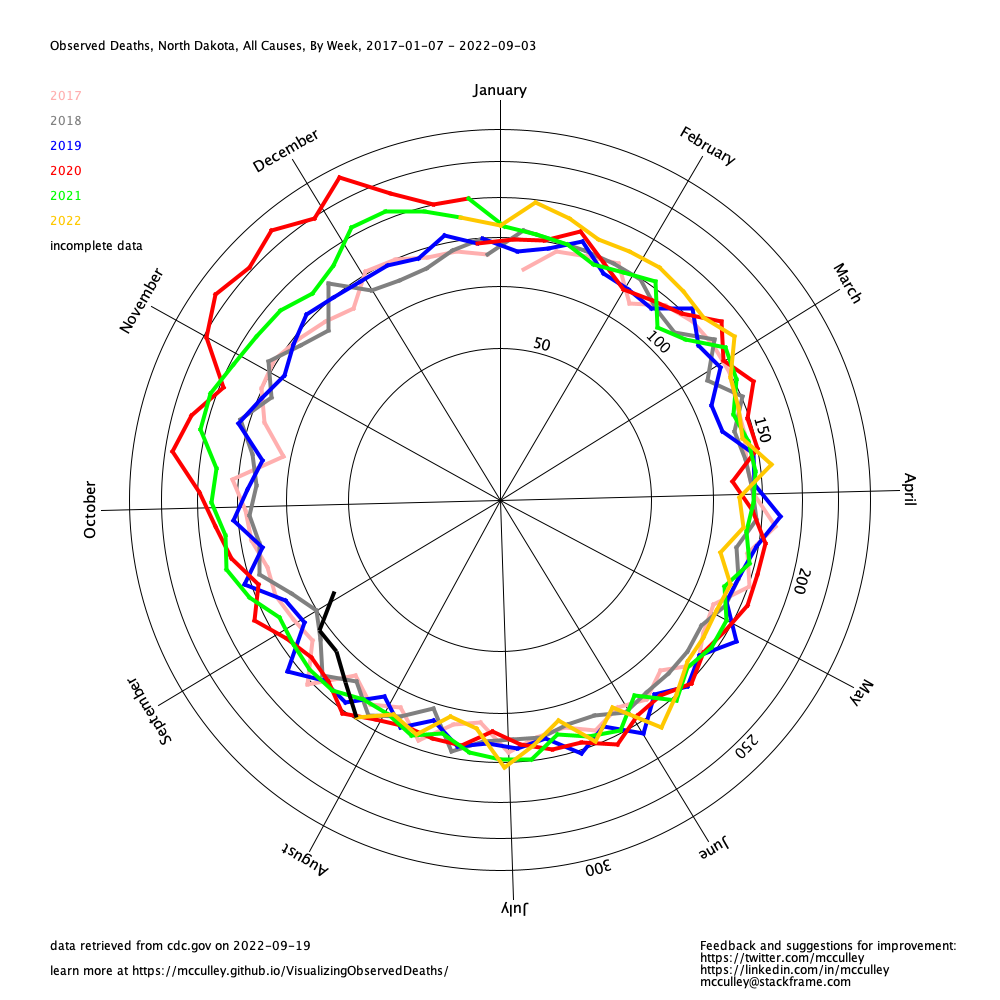 Observed Deaths, North Dakota, All Causes, By Week, 2017-01-07 - 2022-09-03
January
2017
2018
2019
2020
2021
2022
incomplete data
December
February
November
March
50
100
150
October
April
200
September
May
250
August
June
300
July
data retrieved from cdc.gov on 2022-09-19
learn more at https://mcculley.github.io/VisualizingObservedDeaths/
Feedback and suggestions for improvement:
https://twitter.com/mcculley
https://linkedin.com/in/mcculley
mcculley@stackframe.com